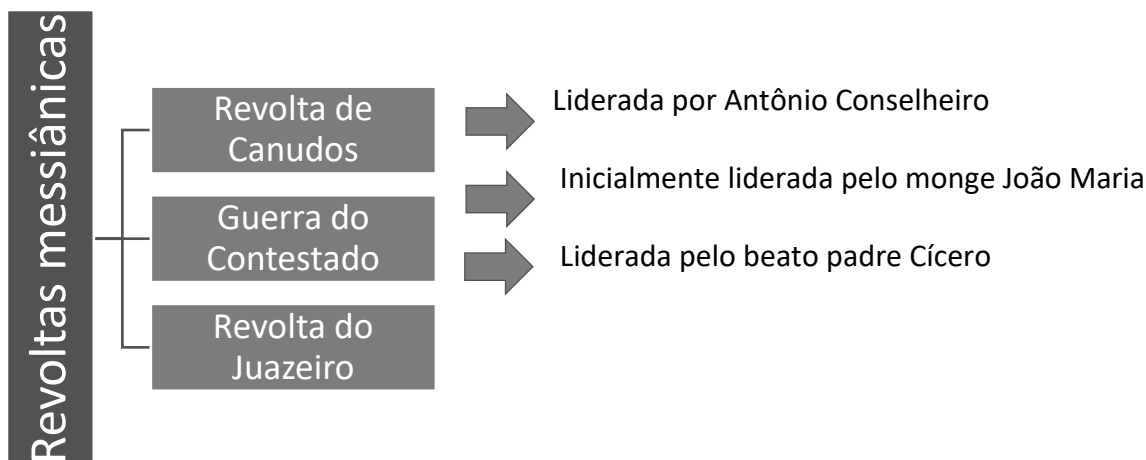 Revoltas messiânicas
Revolta de
Canudos
Liderada por Antônio Conselheiro
Guerra do
Contestado
Inicialmente liderada pelo monge João Maria
Revolta do
Juazeiro
Liderada pelo beato padre Cícero